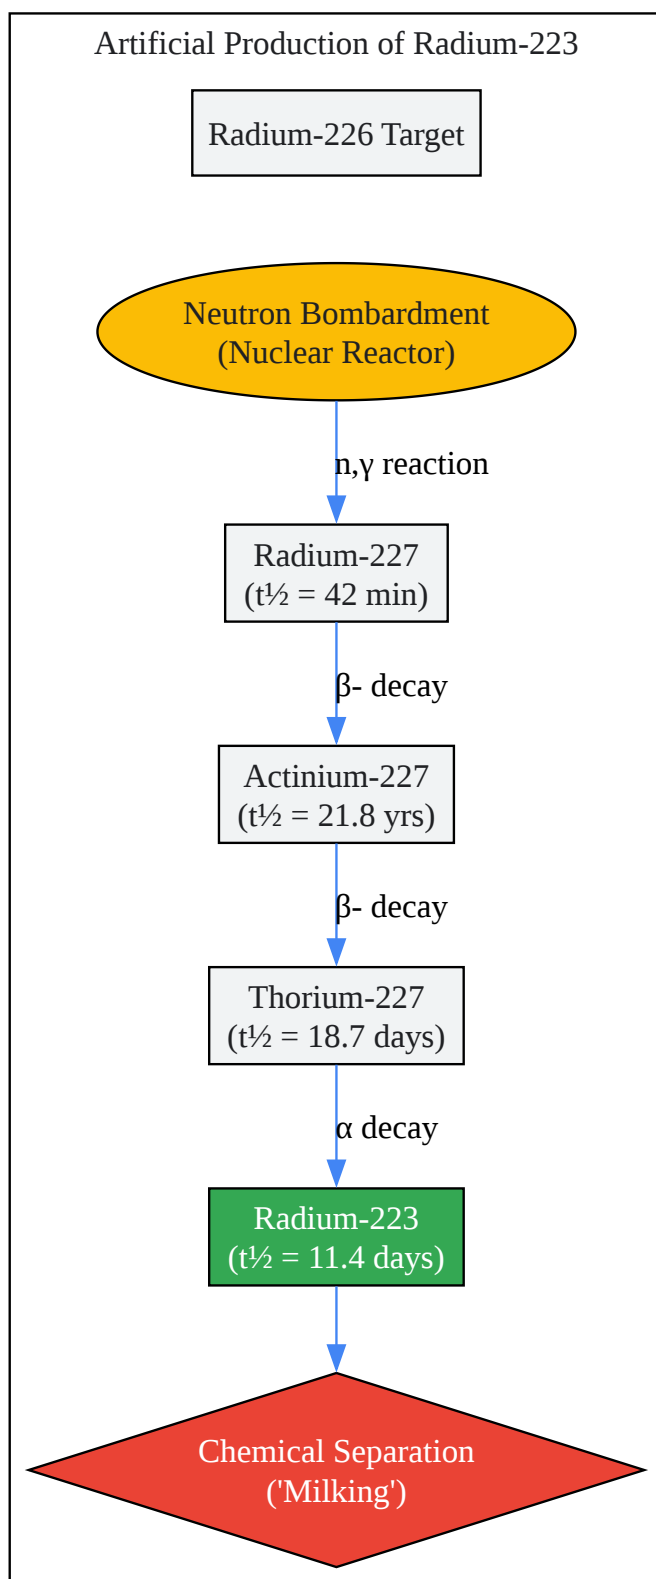 Artificial Production of Radium-223
Radium-226 Target
Neutron Bombardment
(Nuclear Reactor)
n,γ reaction
Radium-227
(t½ = 42 min)
β- decay
Actinium-227
(t½ = 21.8 yrs)
β- decay
Thorium-227
(t½ = 18.7 days)
α decay
Radium-223
(t½ = 11.4 days)
Chemical Separation
('Milking')